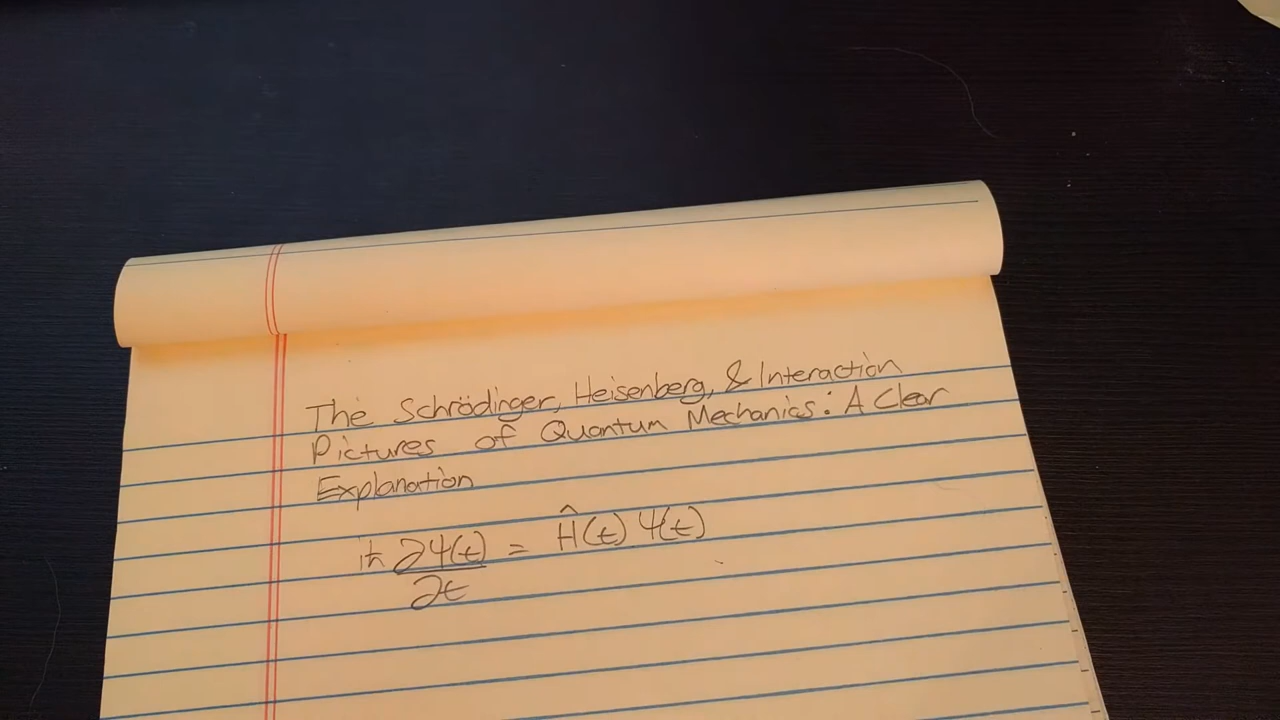 The Schrödinger, Heisenberg, & Interaction
Pictures of Quantum Mechanics: A Clear
Explanation
iħ ∂Ψ(t)/∂t = Ĥ(t) Ψ(t)